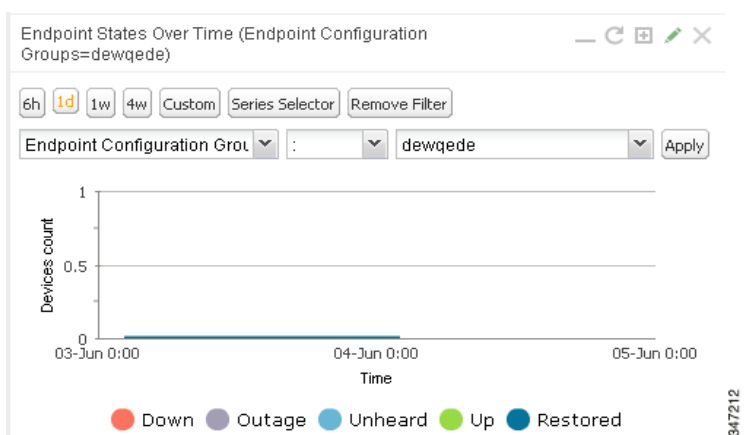 Endpoint States Over Time (Endpoint Configuration
Groups=dewqede)
6h 1d 1w 4w Custom Series Selector Remove Filter
Endpoint Configuration Grou : dewqede Apply
Devices count
1
0.5
0
03-Jun 0:00 04-Jun 0:00 05-Jun 0:00
Time
Down Outage Unheard Up Restored
347212